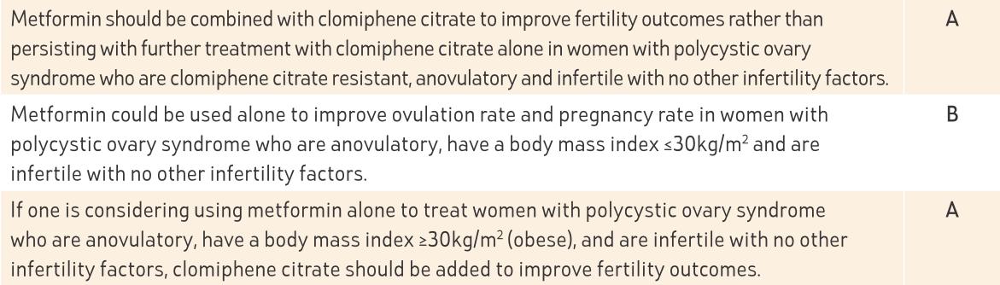 Metformin should be combined with clomiphene citrate to improve fertility outcomes rather than A
persisting with further treatment with clomiphene citrate alone in women with polycystic ovary
syndrome who are clomiphene citrate resistant, anovulatory and infertile with no other infertility factors.
Metformin could be used alone to improve ovulation rate and pregnancy rate in women with B
polycystic ovary syndrome who are anovulatory, have a body mass index ≤30kg/m² and are
infertile with no other infertility factors.
If one is considering using metformin alone to treat women with polycystic ovary syndrome A
who are anovulatory, have a body mass index ≥30kg/m² (obese), and are infertile with no other
infertility factors, clomiphene citrate should be added to improve fertility outcomes.